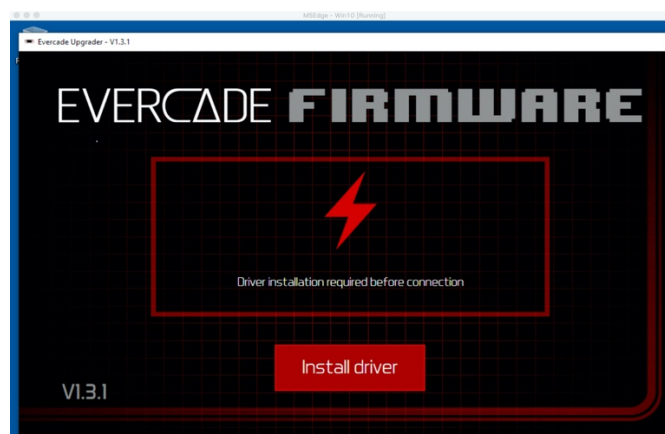 MSEdge - Win10 [Running]
Evercade Upgrader - V1.3.1
EVERCADE FIRMWARE
Driver installation required before connection
Install driver
V1.3.1